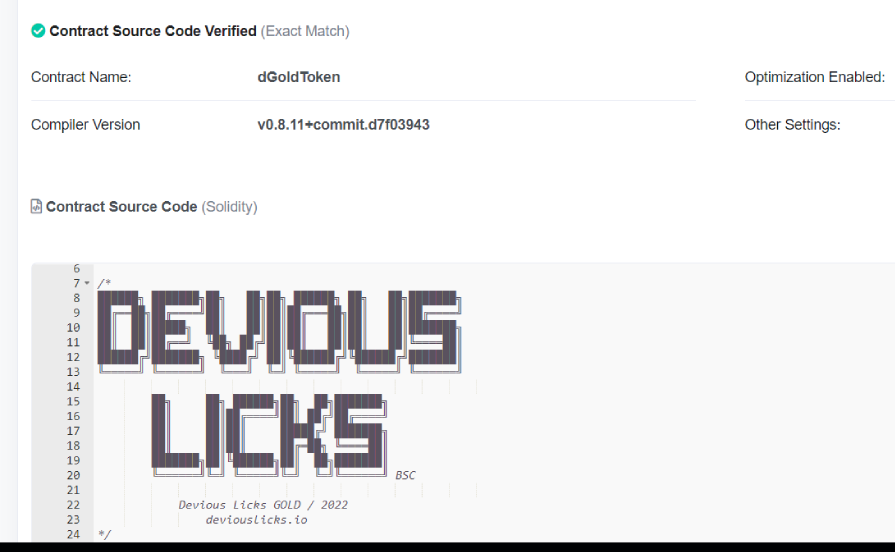 Contract Source Code Verified (Exact Match)
Contract Name: dGoldToken Optimization Enabled:
Compiler Version v0.8.11+commit.d7f03943 Other Settings:
Contract Source Code (Solidity)
6
7 /*
8
9
10
11
12
13
DEVIOUS
14
15
16
17
18
19
LICKS
20 BSC
21
22 Devious Licks GOLD / 2022
23 deviouslicks.io
24 */